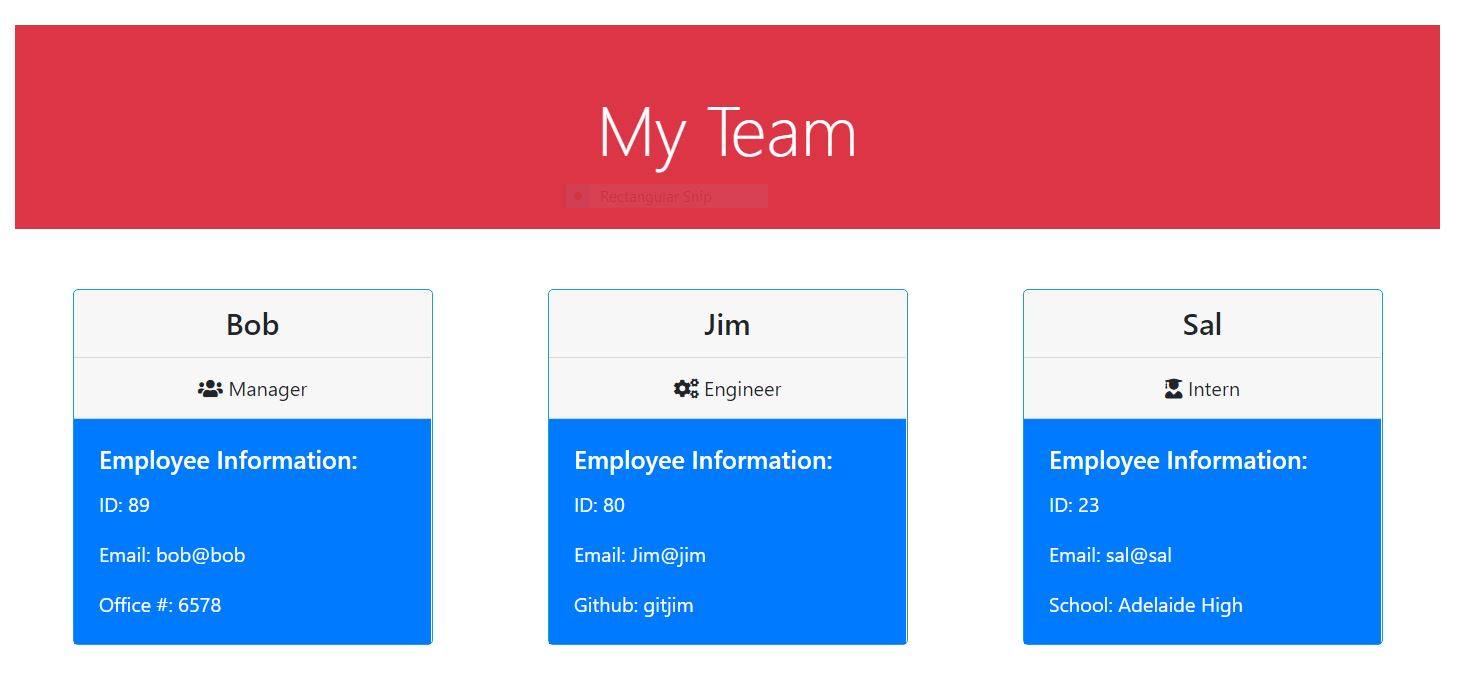 My Team
Rectangular Snip
Bob
Manager
Employee Information:
ID: 89
Email: bob@bob
Office #: 6578
Jim
Engineer
Employee Information:
ID: 80
Email: Jim@jim
Github: gitjim
Sal
Intern
Employee Information:
ID: 23
Email: sal@sal
School: Adelaide High